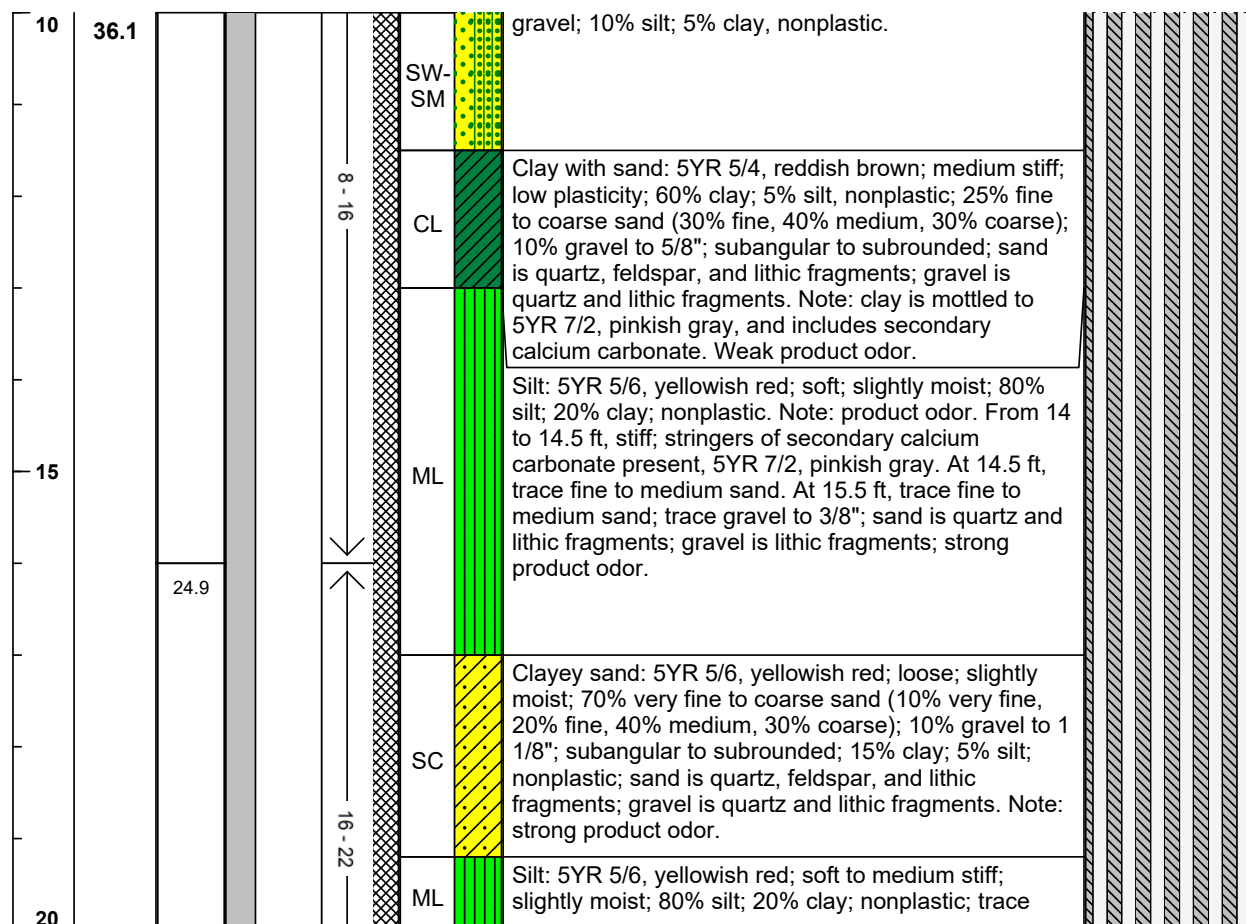 10
36.1
gravel; 10% silt; 5% clay, nonplastic.
SW-
SM
8 - 16
CL
Clay with sand: 5YR 5/4, reddish brown; medium stiff;
low plasticity; 60% clay; 5% silt, nonplastic; 25% fine
to coarse sand (30% fine, 40% medium, 30% coarse);
10% gravel to 5/8"; subangular to subrounded; sand
is quartz, feldspar, and lithic fragments; gravel is
quartz and lithic fragments. Note: clay is mottled to
5YR 7/2, pinkish gray, and includes secondary
calcium carbonate. Weak product odor.
15
ML
Silt: 5YR 5/6, yellowish red; soft; slightly moist; 80%
silt; 20% clay; nonplastic. Note: product odor. From 14
to 14.5 ft, stiff; stringers of secondary calcium
carbonate present, 5YR 7/2, pinkish gray. At 14.5 ft,
trace fine to medium sand. At 15.5 ft, trace fine to
medium sand; trace gravel to 3/8"; sand is quartz and
lithic fragments; gravel is lithic fragments; strong
product odor.
24.9
16 - 22
SC
Clayey sand: 5YR 5/6, yellowish red; loose; slightly
moist; 70% very fine to coarse sand (10% very fine,
20% fine, 40% medium, 30% coarse); 10% gravel to 1
1/8"; subangular to subrounded; 15% clay; 5% silt;
nonplastic; sand is quartz, feldspar, and lithic
fragments; gravel is quartz and lithic fragments. Note:
strong product odor.
ML
Silt: 5YR 5/6, yellowish red; soft to medium stiff;
slightly moist; 80% silt; 20% clay; nonplastic; trace
20